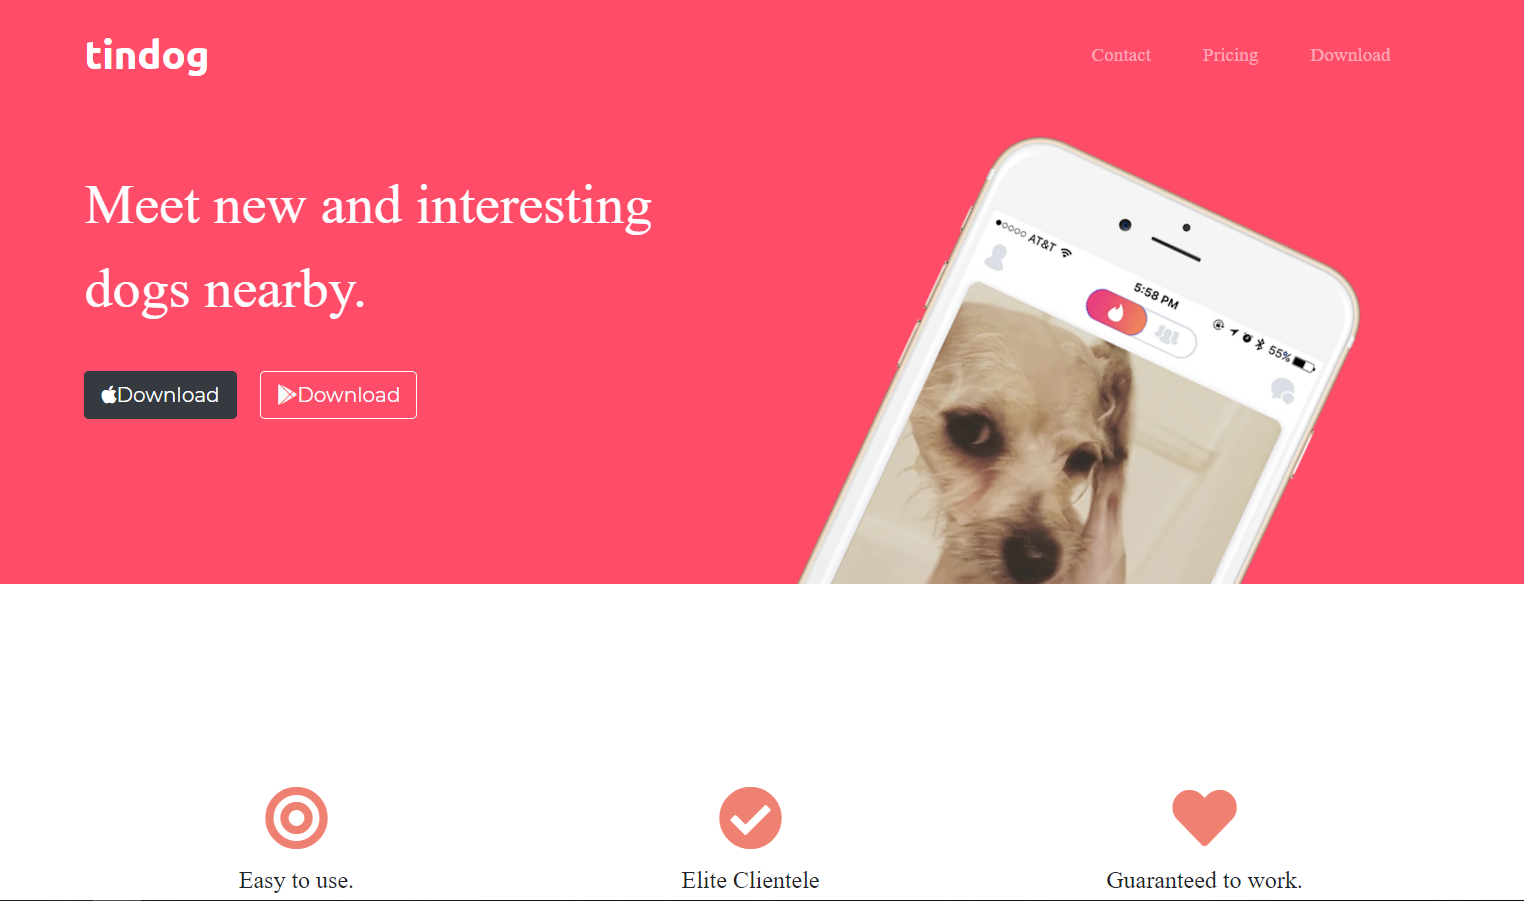 tindog
Contact Pricing Download
Meet new and interesting
dogs nearby.
Download Download
AT&T
5:58 PM
55%
Easy to use. Elite Clientele Guaranteed to work.